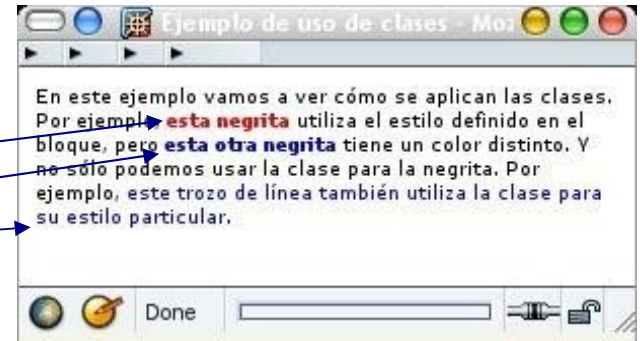 Ejemplo de uso de clases - Moz
En este ejemplo vamos a ver cómo se aplican las clases.
Por ejemplo, esta negrita utiliza el estilo definido en el
bloque, pero esta otra negrita tiene un color distinto. Y
no sólo podemos usar la clase para la negrita. Por
ejemplo, este trozo de línea también utiliza la clase para
su estilo particular.
Done